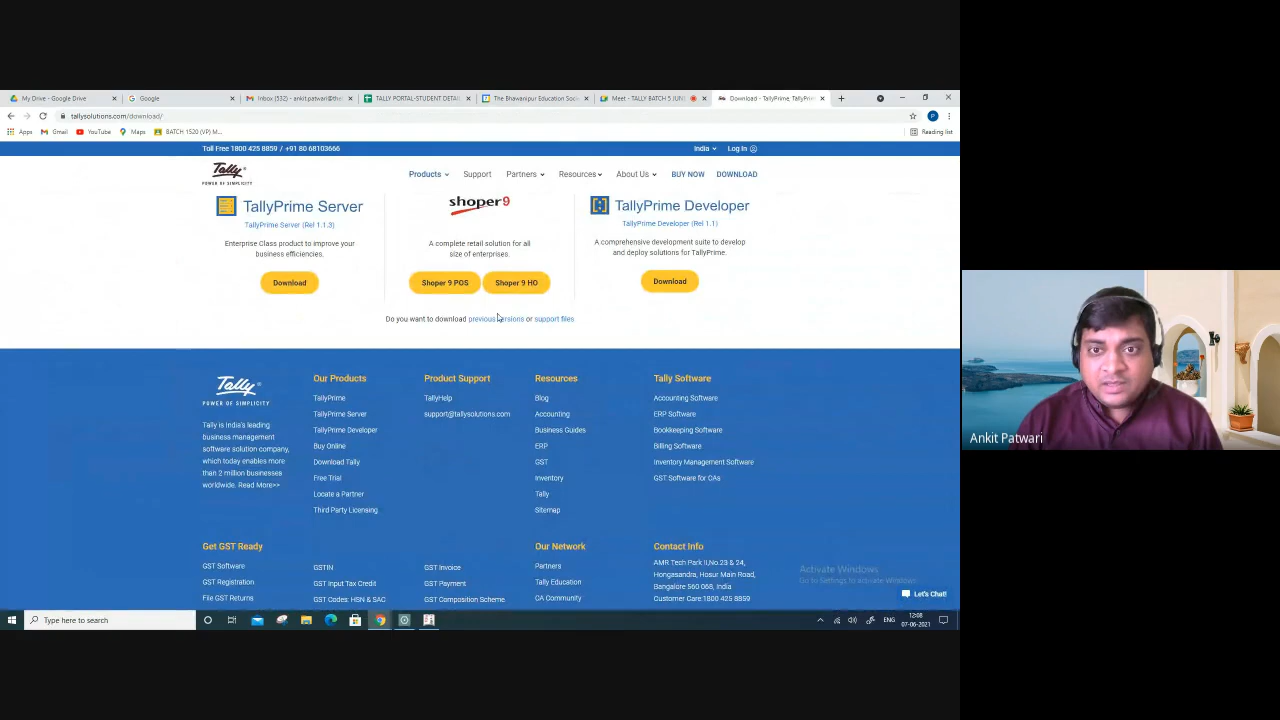 My Drive - Google Drive
Google
Inbox (532) - ankit.patwari@the
TALLY PORTAL-STUDENT DETAIL
The Bhawanipur Education Soci
Meet - TALLY BATCH 5 JUN
Download - TallyPrime, TallyPrim
tallysolutions.com/download/
Apps
Gmail
YouTube
Maps
BATCH 1520 (VP) M...
Reading list
Toll Free 1800 425 8859 / +91 80 68103666
India
Log In
Tally
POWER OF SIMPLICITY
Products
Support
Partners
Resources
About Us
BUY NOW
DOWNLOAD
TallyPrime Server
TallyPrime Server (Rel 1.1.3)
Enterprise Class product to improve your
business efficiencies.
Download
shoper9
A complete retail solution for all
size of enterprises.
Shoper 9 POS
Shoper 9 HO
TallyPrime Developer
TallyPrime Developer (Rel 1.1)
A comprehensive development suite to develop
and deploy solutions for TallyPrime.
Download
Do you want to download previous versions or support files
Tally
POWER OF SIMPLICITY
Tally is India's leading
business management
software solution company,
which today enables more
than 2 million businesses
worldwide. Read More>>
Our Products
TallyPrime
TallyPrime Server
TallyPrime Developer
Buy Online
Download Tally
Free Trial
Locate a Partner
Third Party Licensing
Product Support
TallyHelp
support@tallysolutions.com
Resources
Blog
Accounting
Business Guides
ERP
GST
Inventory
Tally
Sitemap
Tally Software
Accounting Software
ERP Software
Bookkeeping Software
Billing Software
Inventory Management Software
GST Software for CAs
Get GST Ready
GST Software
GST Registration
File GST Returns
GSTIN
GST Input Tax Credit
GST Codes: HSN & SAC
GST Invoice
GST Payment
GST Composition Scheme.
Our Network
Partners
Tally Education
CA Community
Contact Info
AMR Tech Park II,No.23 & 24,
Hongasandra, Hosur Main Road,
Bangalore 560 068, India
Customer Care:1800 425 8859
Activate Windows
Go to Settings to activate Windows.
Let's Chat!
Type here to search
ENG
12:08
07-06-2021
Ankit Patwari